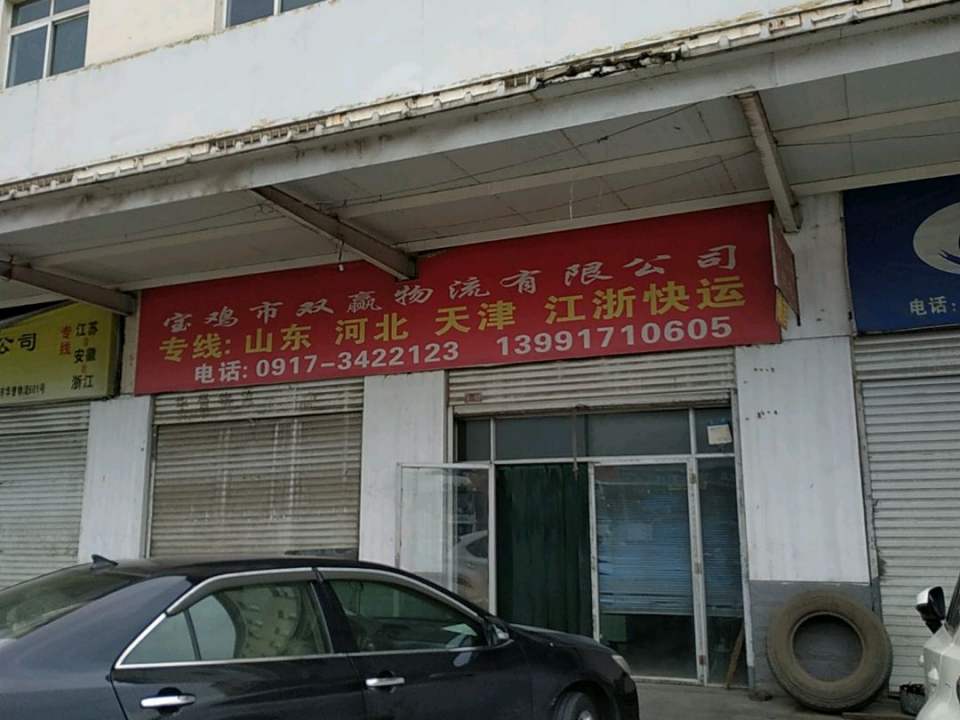 宝鸡市双赢物流有限公司
专线: 山东 河北 天津 江浙快运
电话: 0917-3422123 13991710605
公司
专线
江苏
安徽
浙江
电话: